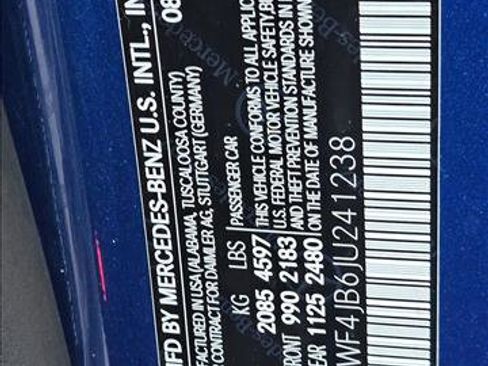 MFD BY MERCEDES-BENZ U.S. INTL., IN
08
FACTURED IN USA (ALABAMA, TUSCALOOSA COUNTY)
R CONTRACT FOR DAIMLER AG, STUTTGART (GERMANY)
KG LBS PASSENGER CAR
2085 4597 THIS VEHICLE CONFORMS TO ALL APPLIC
FRONT 990 2183 U.S. FEDERAL MOTOR VEHICLE SAFETY,B
AND THEFT PREVENTION STANDARDS IN
REAR 1125 2480 ON THE DATE OF MANUFACTURE SHOWN
WF4JB6JU241238